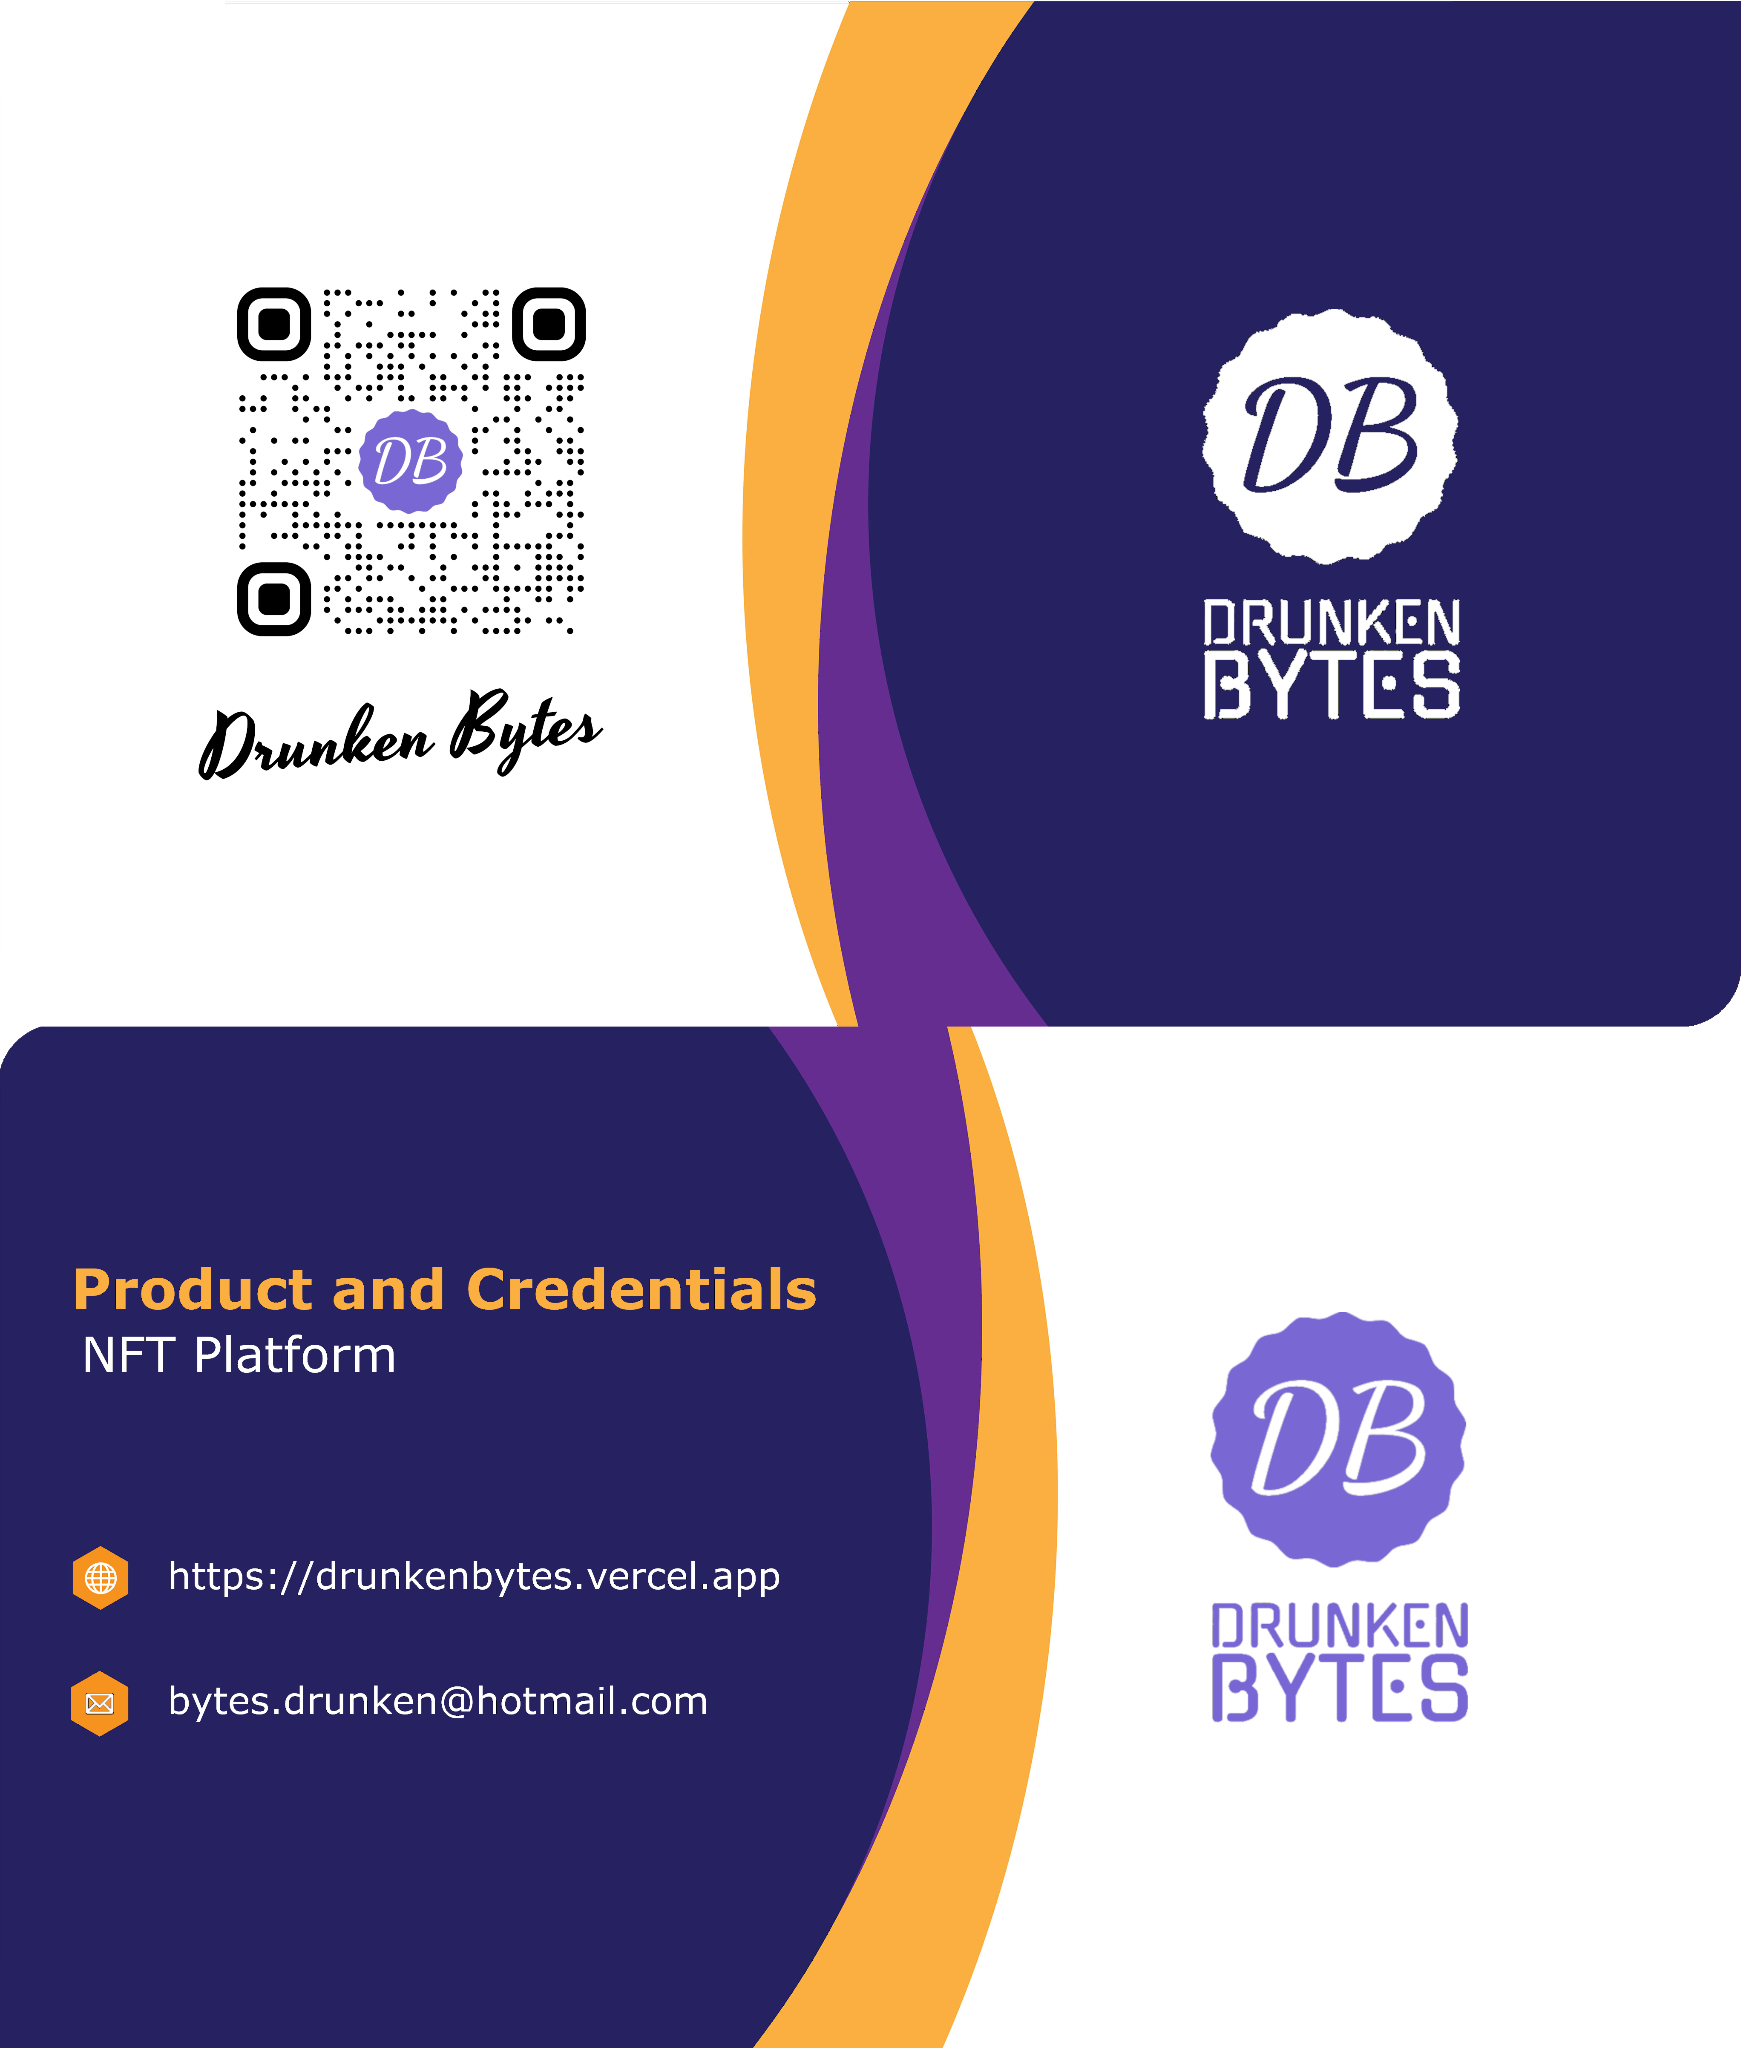 DB
Drunken Bytes
DB
DRUNKEN
BYTES
Product and Credentials
NFT Platform
https://drunkenbytes.vercel.app
bytes.drunken@hotmail.com
DB
DRUNKEN
BYTES